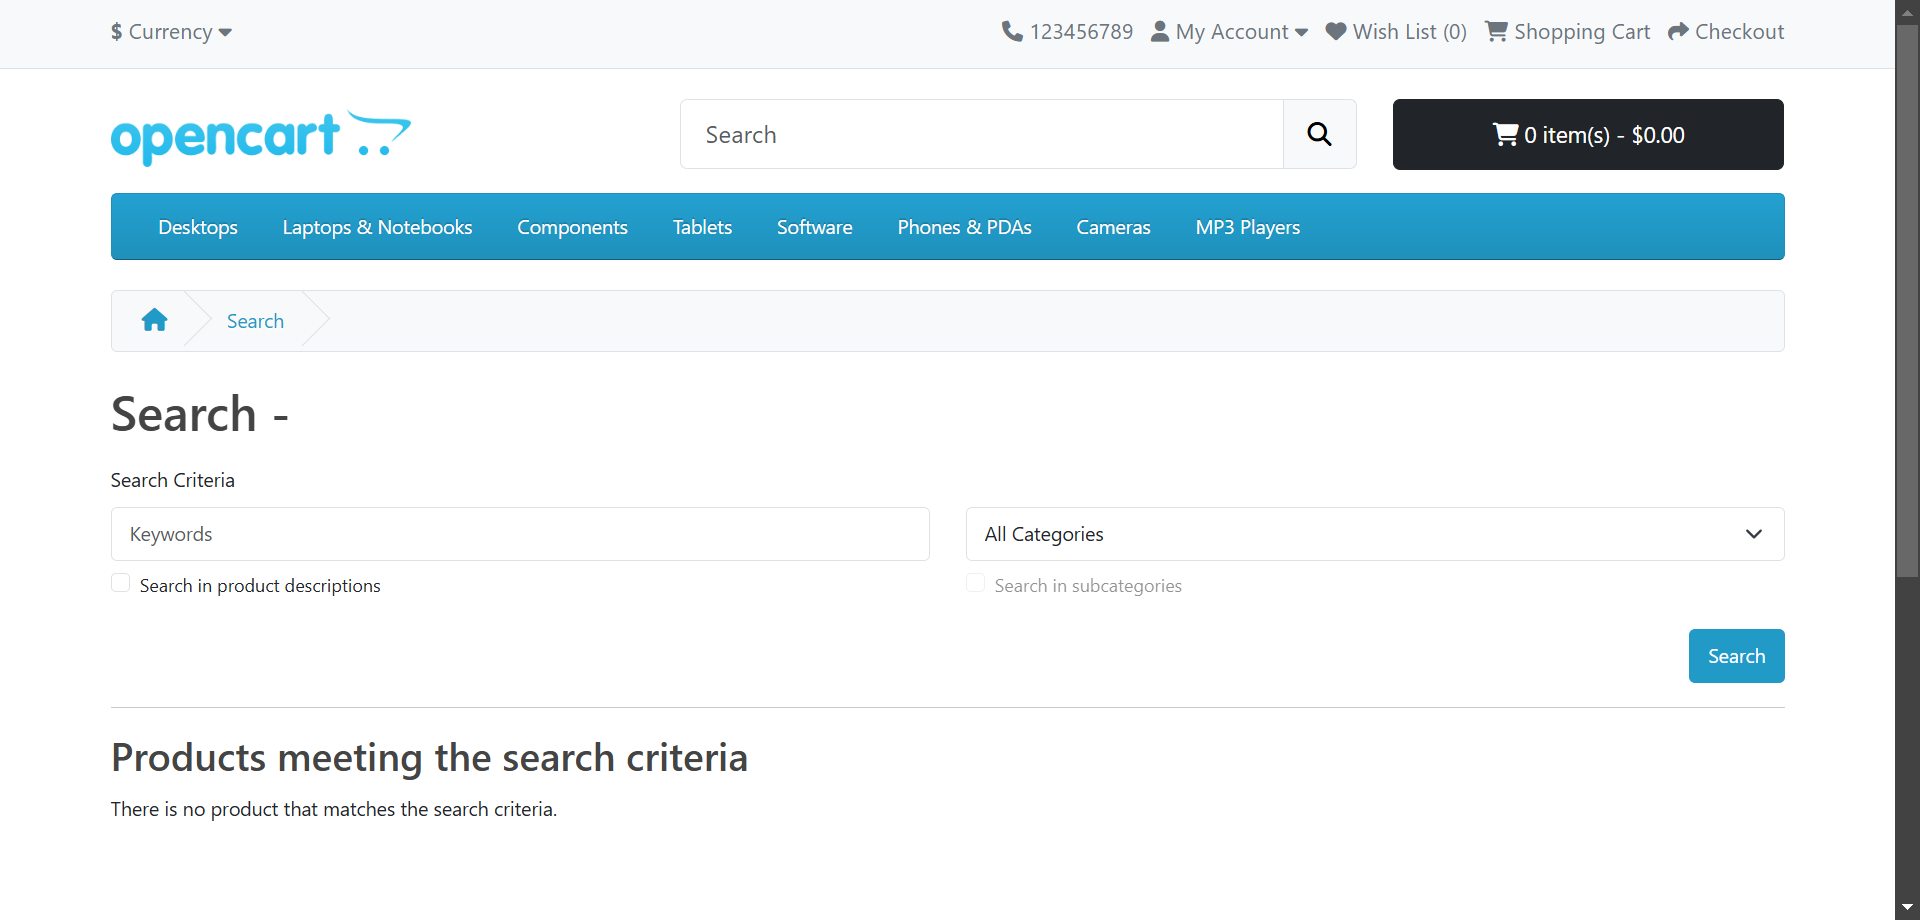 $ Currency
123456789 My Account Wish List (0) Shopping Cart Checkout
opencart
Search
0 item(s) - $0.00
Desktops Laptops & Notebooks Components Tablets Software Phones & PDAs Cameras MP3 Players
Search
Search -
Search Criteria
Keywords
All Categories
Search in product descriptions
Search in subcategories
Search
Products meeting the search criteria
There is no product that matches the search criteria.